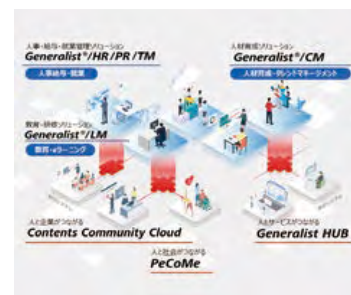 人事・給与・就業管理ソリューション
Generalist®/HR/PR/TM
人事給与・就業
人材育成ソリューション
Generalist®/CM
人材育成・タレントマネージメント
教育・研修ソリューション
Generalist®/LM
教育・eラーニング
人と企業がつながる
Contents Community Cloud
人とサービスがつながる
Generalist HUB
人と社会がつながる
PeCoMe